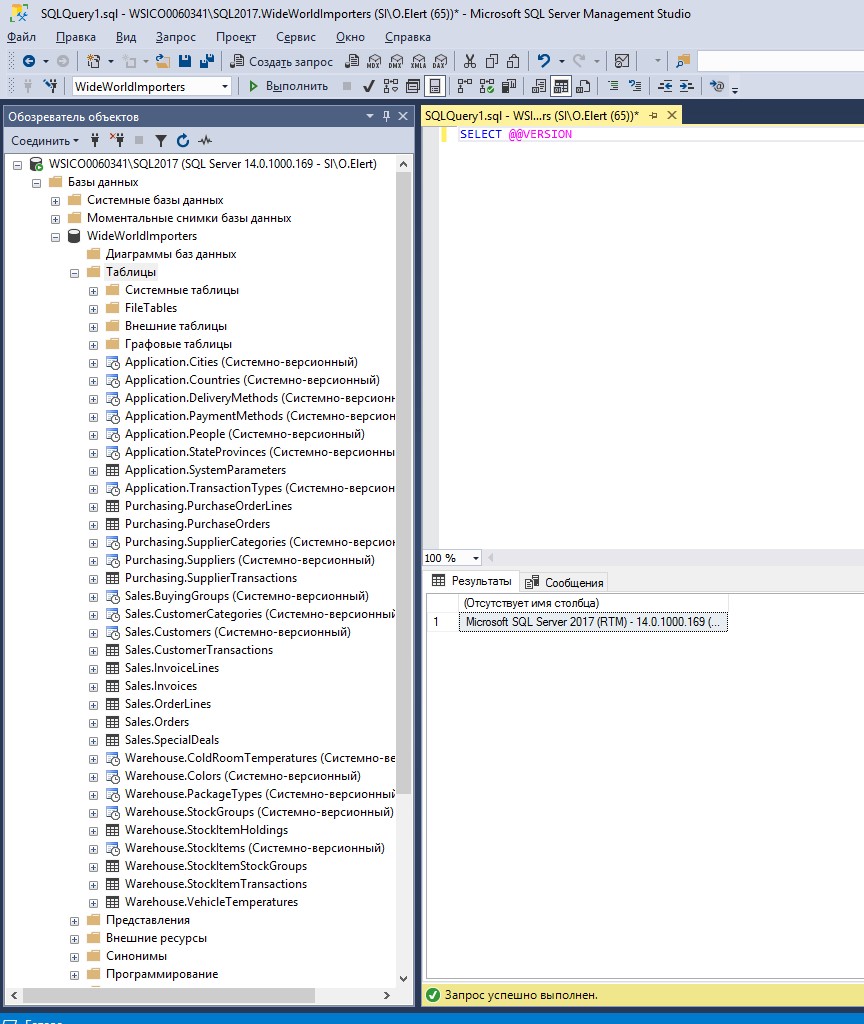 SQLQuery1.sql - WSICO0060341\SQL2017.WideWorldImporters (SI\O.Elert (65))* - Microsoft SQL Server Management Studio
Файл Правка Вид Запрос Проект Сервис Окно Справка
Создать запрос MDX DMX XMLA DAX
WideWorldImporters Выполнить
Обозреватель объектов
Соединить
WSICO0060341\SQL2017 (SQL Server 14.0.1000.169 - SI\O.Elert)
Базы данных
Системные базы данных
Моментальные снимки базы данных
WideWorldImporters
Диаграммы баз данных
Таблицы
Системные таблицы
FileTables
Внешние таблицы
Графовые таблицы
Application.Cities (Системно-версионный)
Application.Countries (Системно-версионный)
Application.DeliveryMethods (Системно-версионн
Application.PaymentMethods (Системно-версион
Application.People (Системно-версионный)
Application.StateProvinces (Системно-версионны
Application.SystemParameters
Application.TransactionTypes (Системно-версион
Purchasing.PurchaseOrderLines
Purchasing.PurchaseOrders
Purchasing.SupplierCategories (Системно-версион
Purchasing.Suppliers (Системно-версионный)
Purchasing.SupplierTransactions
Sales.BuyingGroups (Системно-версионный)
Sales.CustomerCategories (Системно-версионный
Sales.Customers (Системно-версионный)
Sales.CustomerTransactions
Sales.InvoiceLines
Sales.Invoices
Sales.OrderLines
Sales.Orders
Sales.SpecialDeals
Warehouse.ColdRoomTemperatures (Системно-ве
Warehouse.Colors (Системно-версионный)
Warehouse.PackageTypes (Системно-версионный
Warehouse.StockGroups (Системно-версионный)
Warehouse.StockItemHoldings
Warehouse.StockItems (Системно-версионный)
Warehouse.StockItemStockGroups
Warehouse.StockItemTransactions
Warehouse.VehicleTemperatures
Представления
Внешние ресурсы
Синонимы
Программирование
SQLQuery1.sql - WSI...rs (SI\O.Elert (65))*
SELECT @@VERSION
100 %
Результаты Сообщения
(Отсутствует имя столбца)
1 Microsoft SQL Server 2017 (RTM) - 14.0.1000.169 (...
Запрос успешно выполнен.